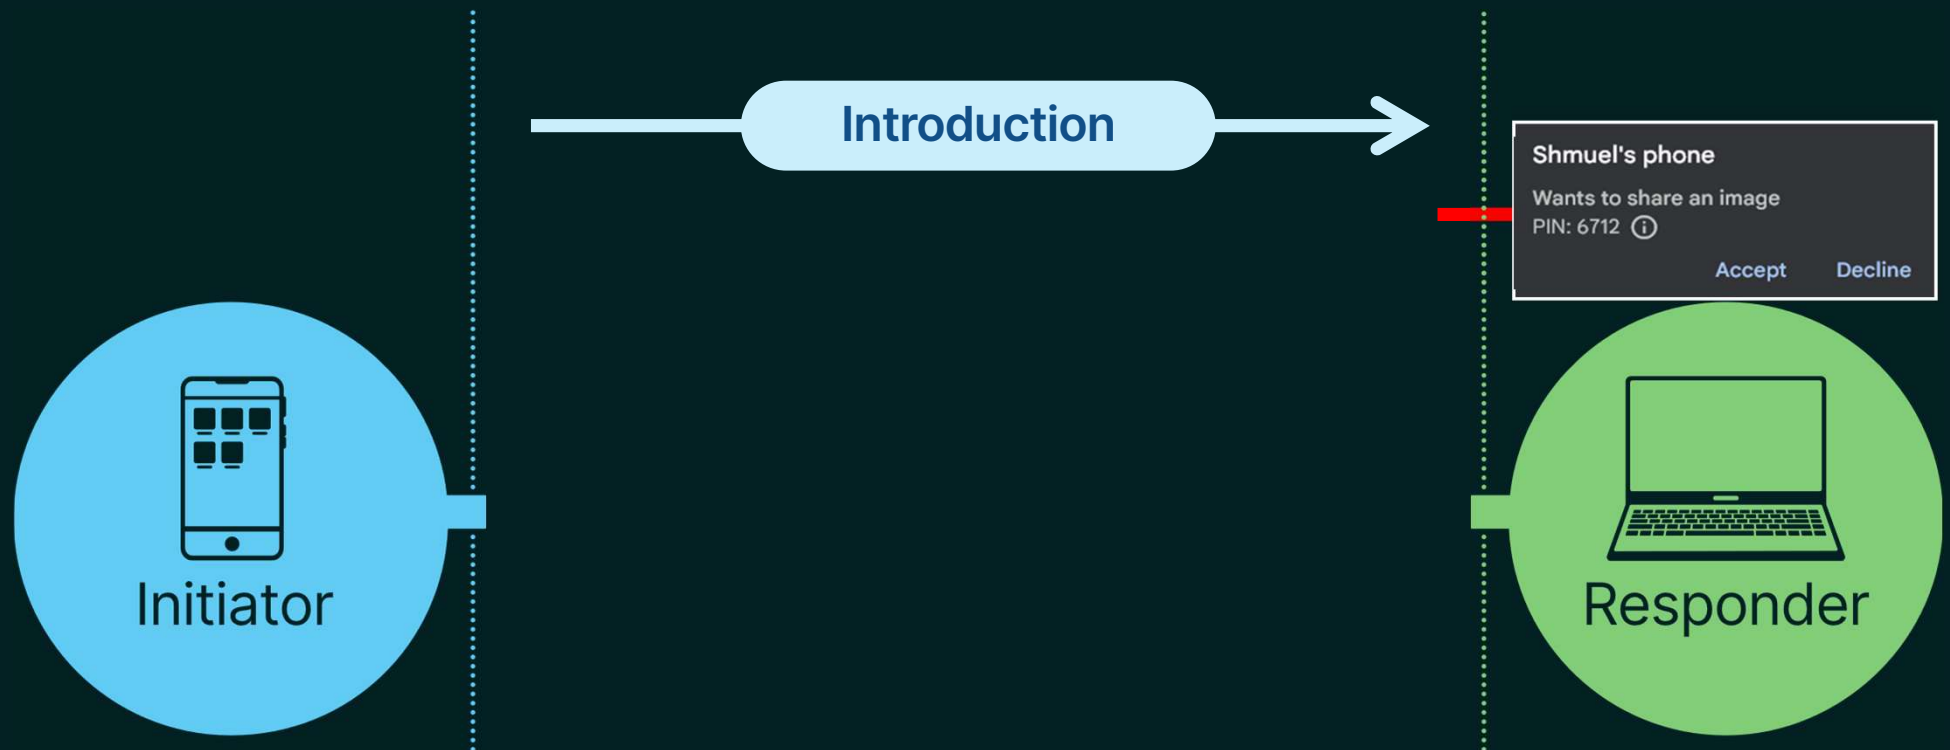 Introduction
Shmuel's phone
Wants to share an image
PIN: 6712
Accept Decline
Initiator
Responder